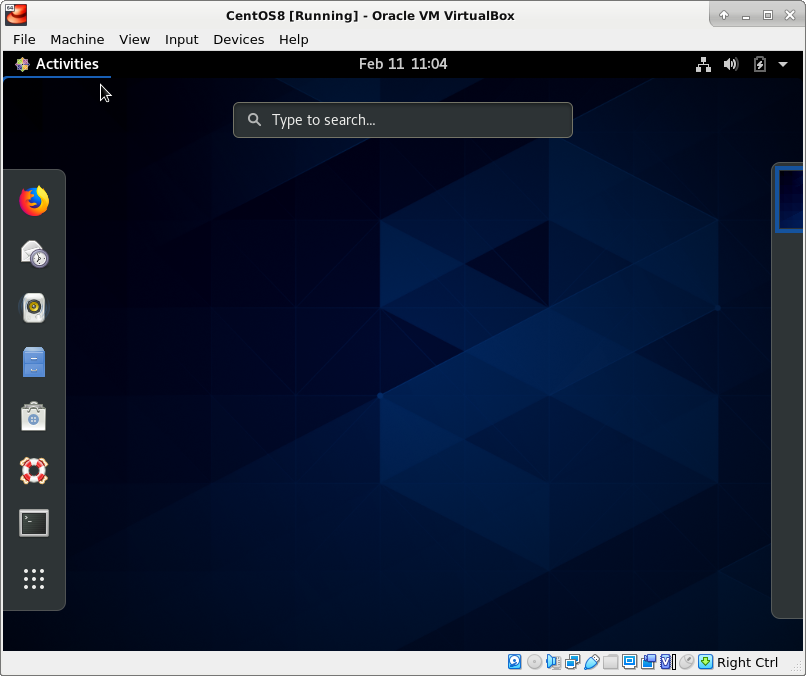 CentOS8 [Running] - Oracle VM VirtualBox
File Machine View Input Devices Help
Activities Feb 11 11:04
Type to search...
Right Ctrl